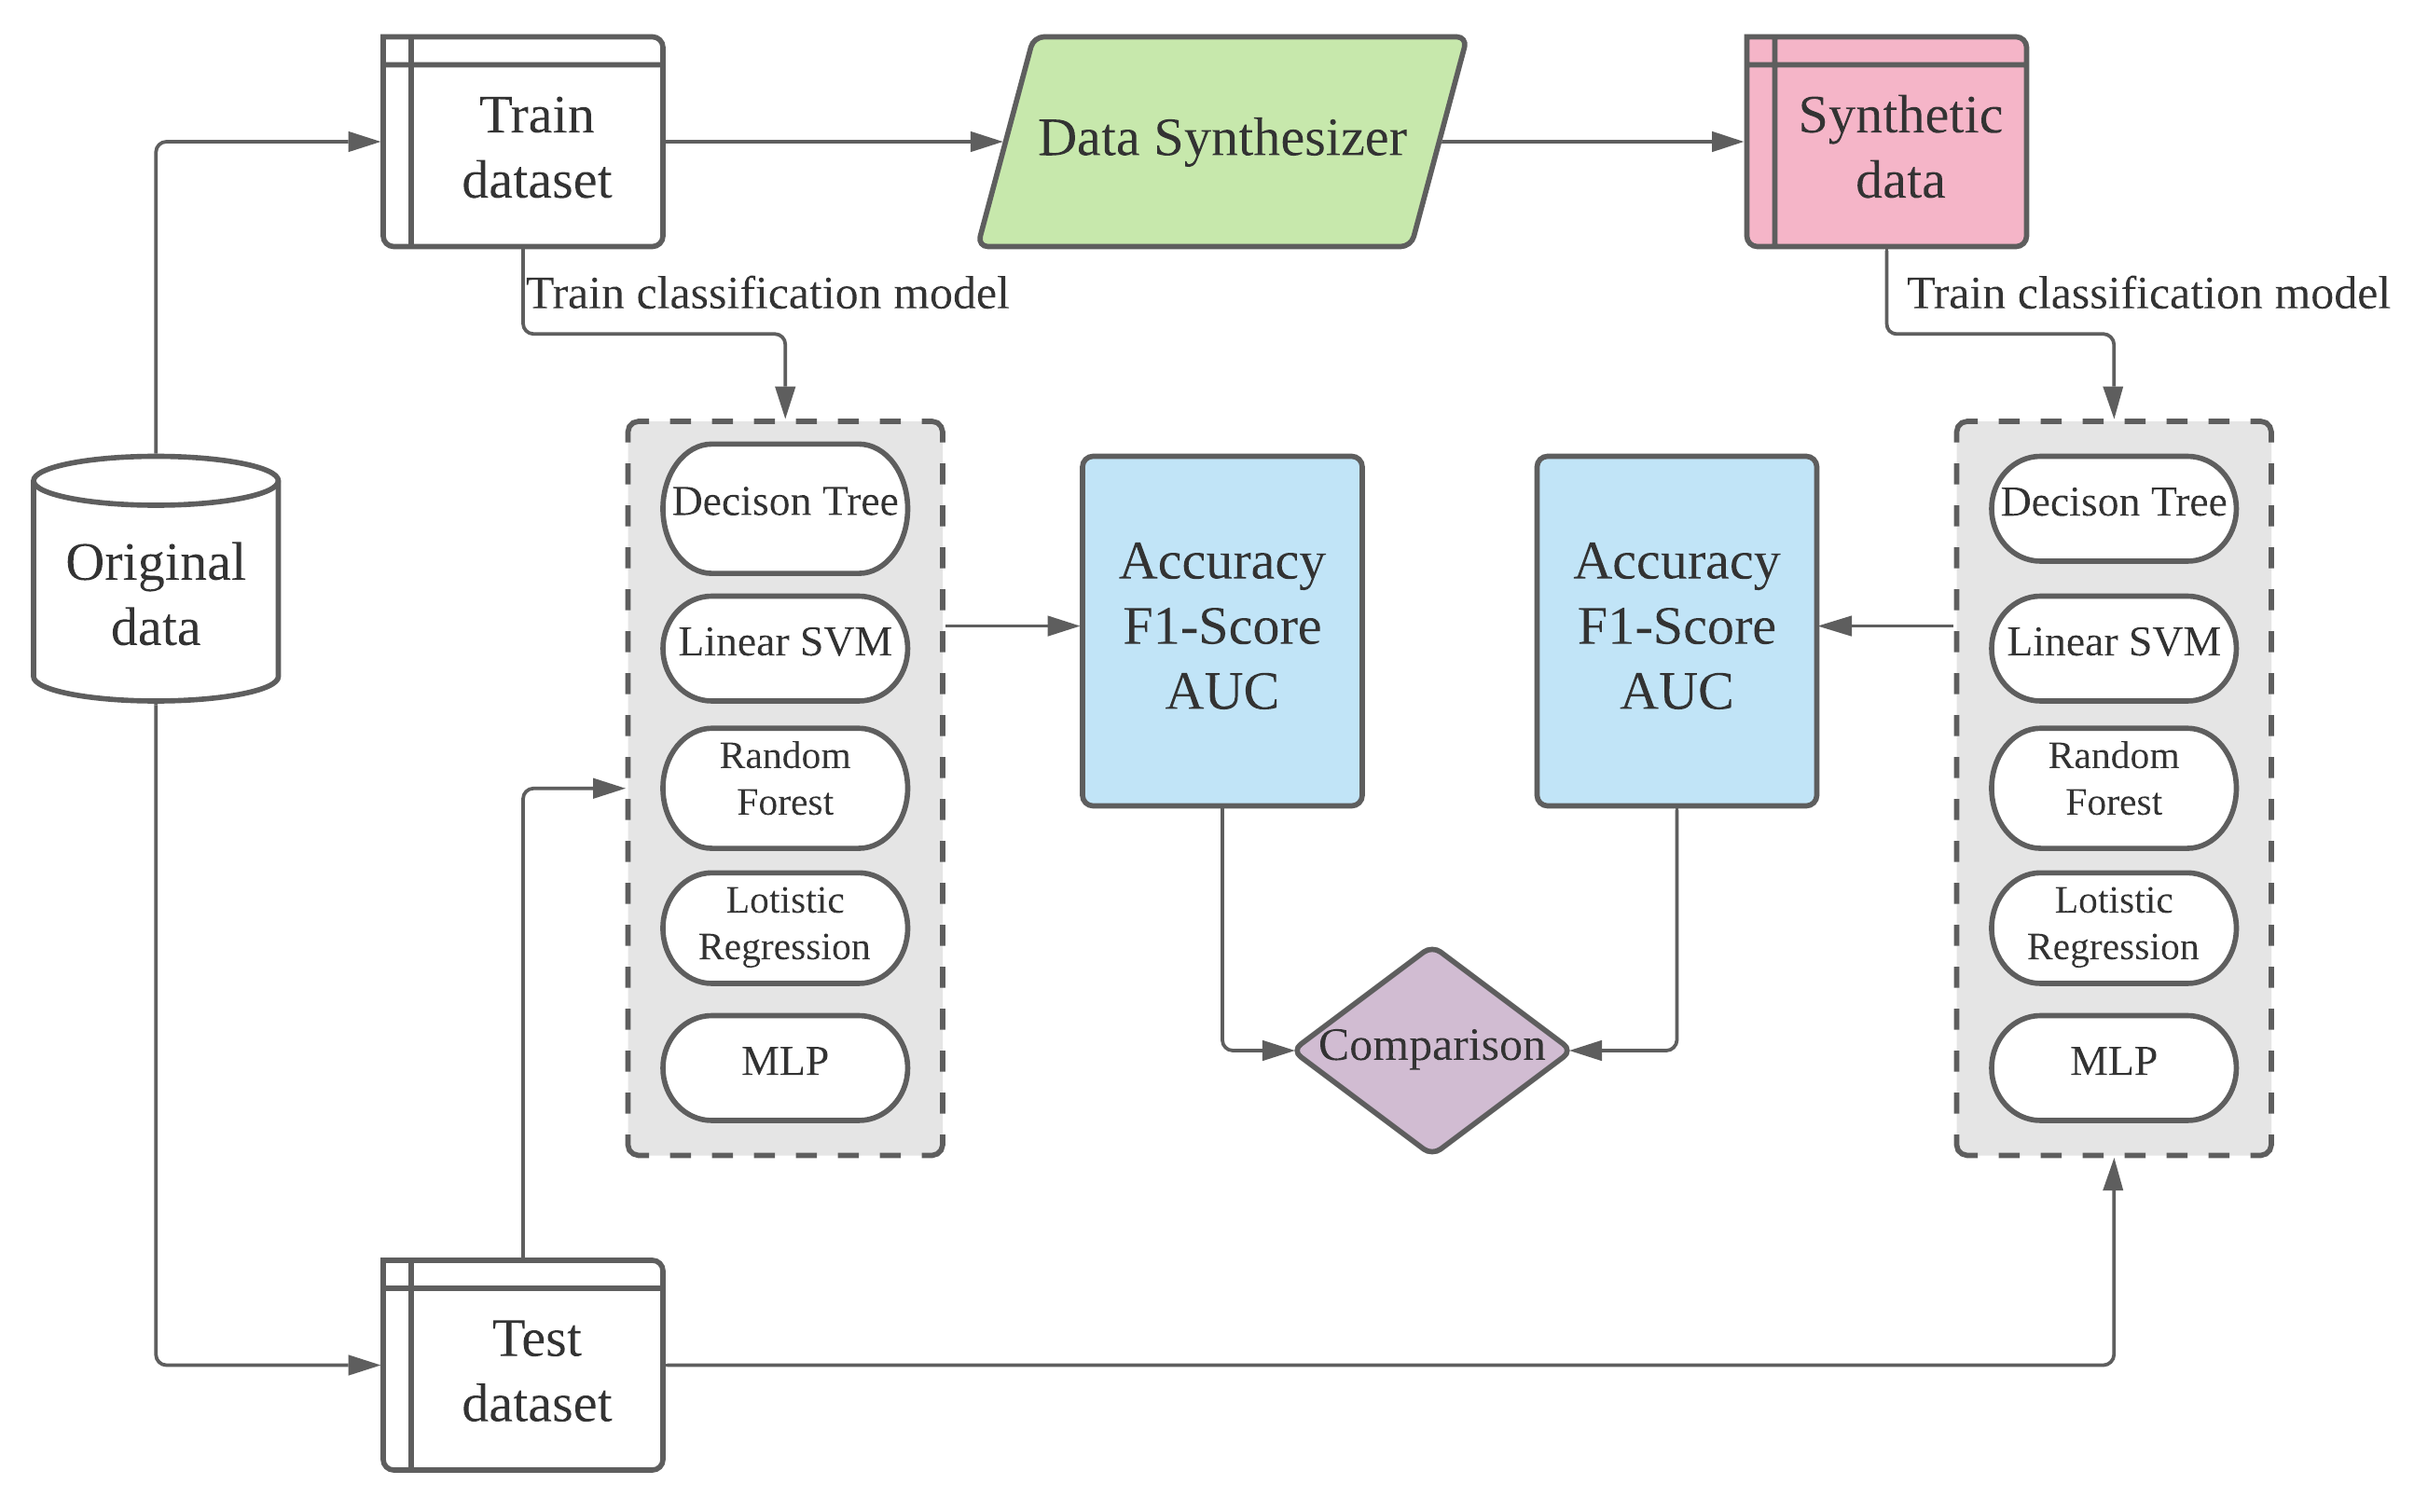 Train
dataset
Data Synthesizer
Synthetic
data
Train classification model
Train classification model
Original
data
Decison Tree
Linear SVM
Random
Forest
Lotistic
Regression
MLP
Accuracy
F1-Score
AUC
Accuracy
F1-Score
AUC
Decison Tree
Linear SVM
Random
Forest
Lotistic
Regression
MLP
Comparison
Test
dataset